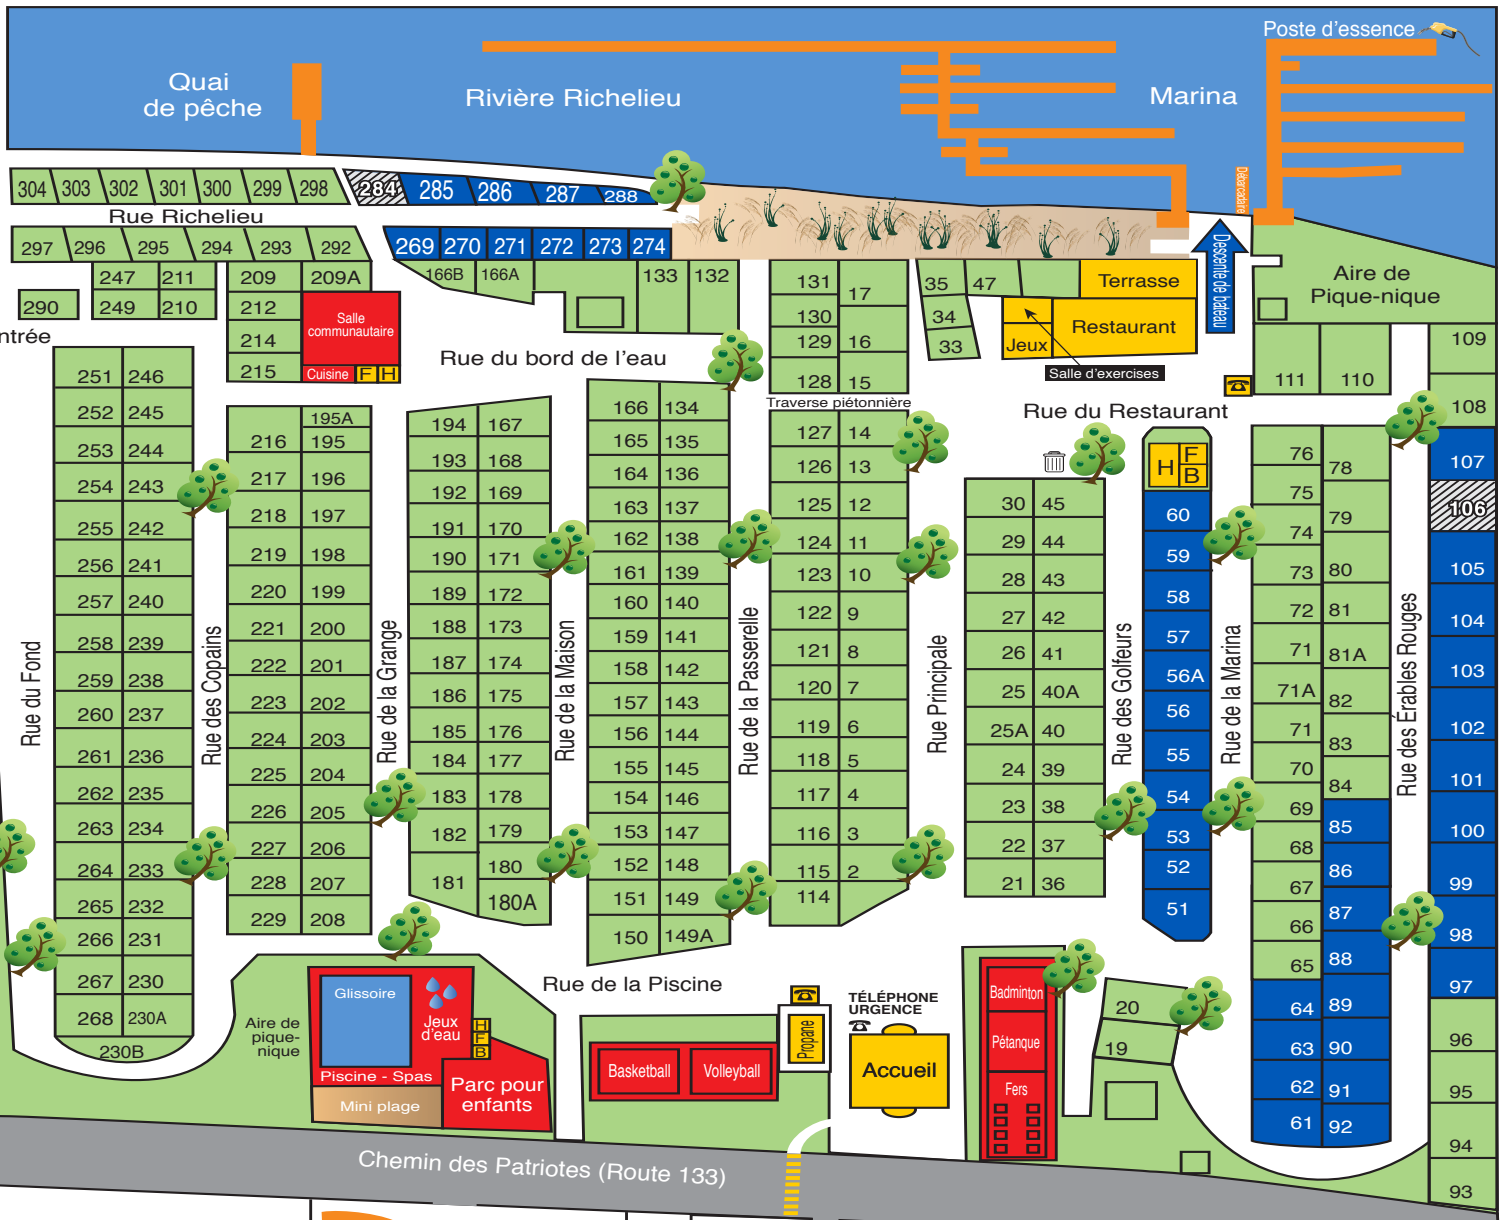 Poste d'essence
Quai
de pêche
Rivière Richelieu
Marina
Débarcadaire
304 303 302 301 300 299 298 284 285 286 287 288
Rue Richelieu
297 296 295 294 293 292 269 270 271 272 273 274
Descente de bateau
247 211 209 209A 166B 166A 133 132
290 249 210 212
214
215
Salle
communautaire
Cuisine F H
ntrée
Rue du bord de l'eau
131 17
130
129 16
128 15
Traverse piétonnière
35 47
34
33
Terrasse
Restaurant
Jeux
Salle d'exercises
Aire de
Pique-nique
111 110
109
108
Rue du Restaurant
Rue du Fond
251 246
252 245
253 244
254 243
255 242
256 241
257 240
258 239
259 238
260 237
261 236
262 235
263 234
264 233
265 232
266 231
267 230
268 230A
230B
Rue des Copains
195A
216 195
217 196
218 197
219 198
220 199
221 200
222 201
223 202
224 203
225 204
226 205
227 206
228 207
229 208
Rue de la Grange
194 167
193 168
192 169
191 170
190 171
189 172
188 173
187 174
186 175
185 176
184 177
183 178
182 179
180
181
180A
Rue de la Maison
166 134
165 135
164 136
163 137
162 138
161 139
160 140
159 141
158 142
157 143
156 144
155 145
154 146
153 147
152 148
151 149
150 149A
Rue de la Passerelle
127 14
126 13
125 12
124 11
123 10
122 9
121 8
120 7
119 6
118 5
117 4
116 3
115 2
114
Rue Principale
30 45
29 44
28 43
27 42
26 41
25 40A
25A 40
24 39
23 38
22 37
21 36
Rue des Golfeurs
H F
B
60
59
58
57
56A
56
55
54
53
52
51
Rue de la Marina
76 78
75
79
74
73 80
72 81
71 81A
71A
82
71
83
70
84
69
85
68
86
67
87
66
88
65
64 89
63 90
62 91
61 92
Rue des Érables Rouges
107
106
105
104
103
102
101
100
99
98
97
96
95
94
93
Rue de la Piscine
Aire de
pique-
nique
Glissoire
Jeux
d'eau
H
F
B
Piscine - Spas
Mini plage
Parc pour
enfants
Basketball
Volleyball
Propane
TÉLÉPHONE
URGENCE
Accueil
Badminton
Pétanque
Fers
20
19
Chemin des Patriotes (Route 133)